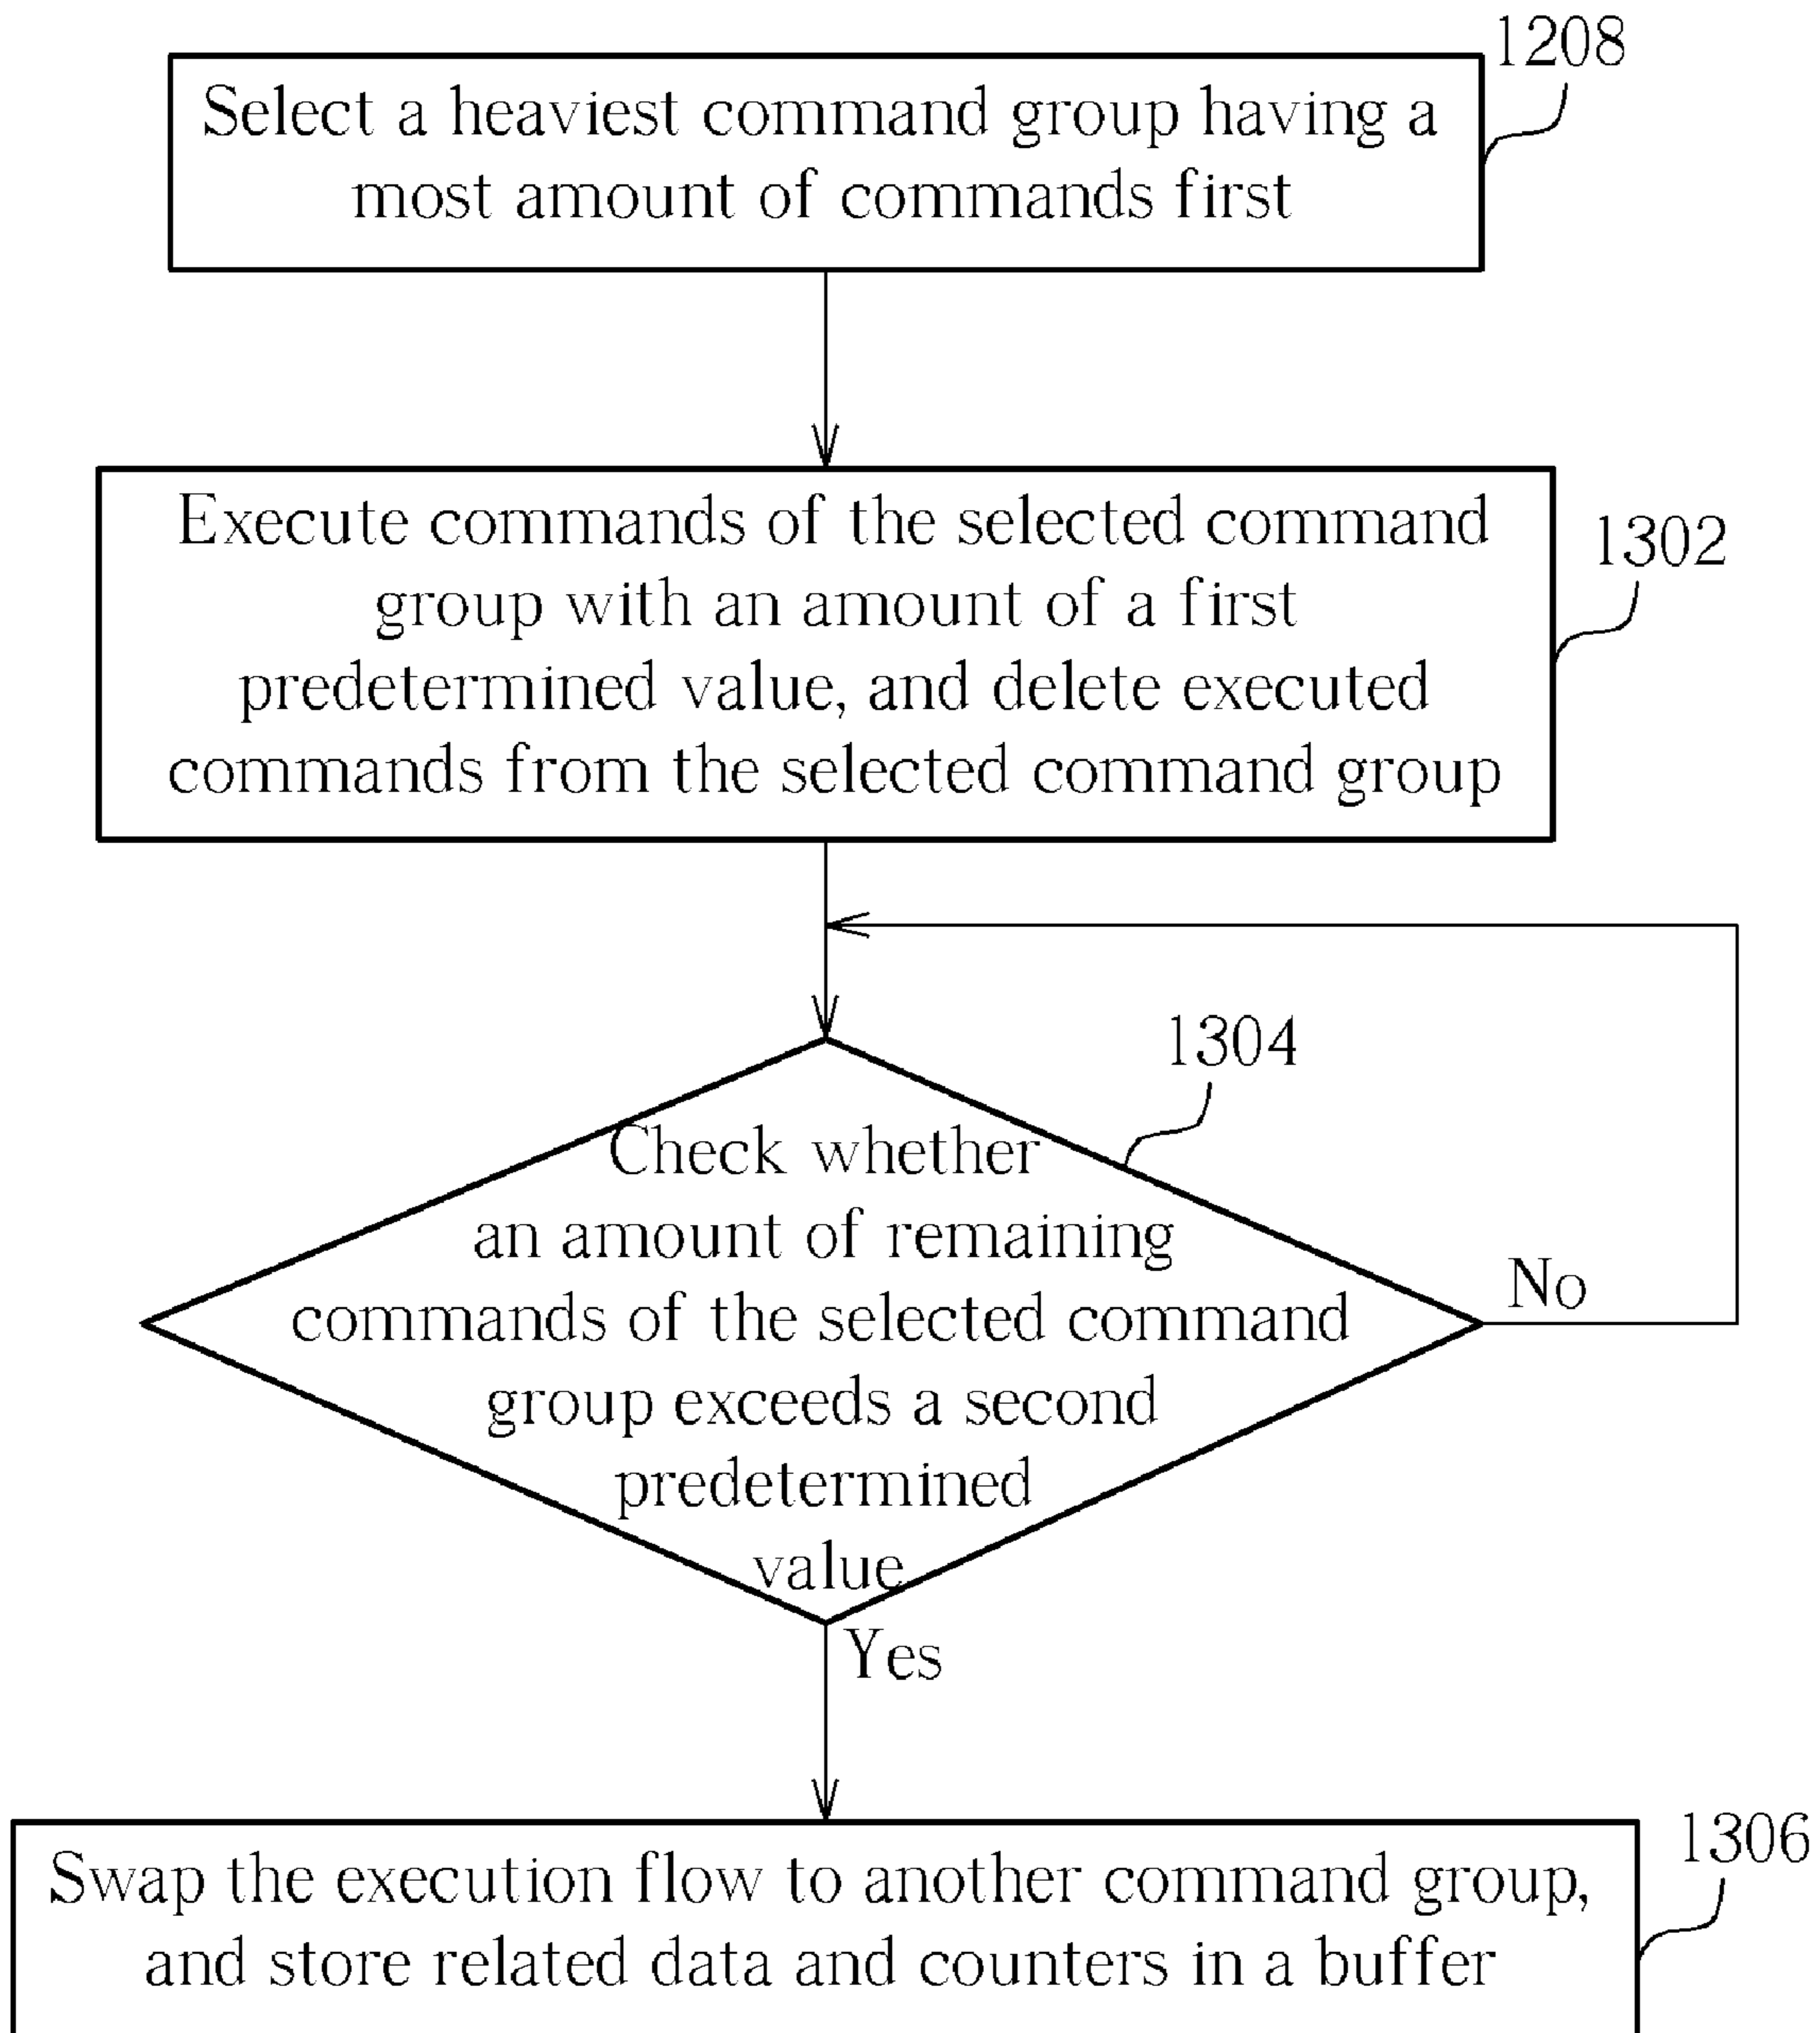 1208
Select a heaviest command group having a
most amount of commands first
1302
Execute commands of the selected command
group with an amount of a first
predetermined value, and delete executed
commands from the selected command group
1304
Check whether
an amount of remaining
commands of the selected command
group exceeds a second
predetermined
value
No
Yes
1306
Swap the execution flow to another command group,
and store related data and counters in a buffer